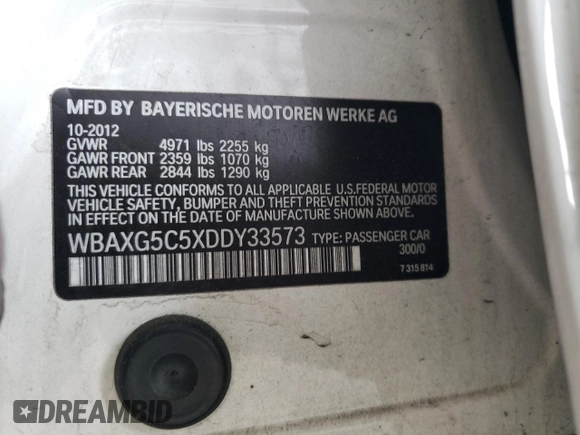 MFD BY BAYERISCHE MOTOREN WERKE AG
10-2012
GVWR 4971 lbs 2255 kg
GAWR FRONT 2359 lbs 1070 kg
GAWR REAR 2844 lbs 1290 kg
THIS VEHICLE CONFORMS TO ALL APPLICABLE U.S.FEDERAL MOTOR
VEHICLE SAFETY, BUMPER AND THEFT PREVENTION STANDARDS
IN EFFECT ON THE DATE OF MANUFACTURE SHOWN ABOVE.
WBAXG5C5XDDY33573 TYPE: PASSENGER CAR
300/0
7 315 814
DREAMBID